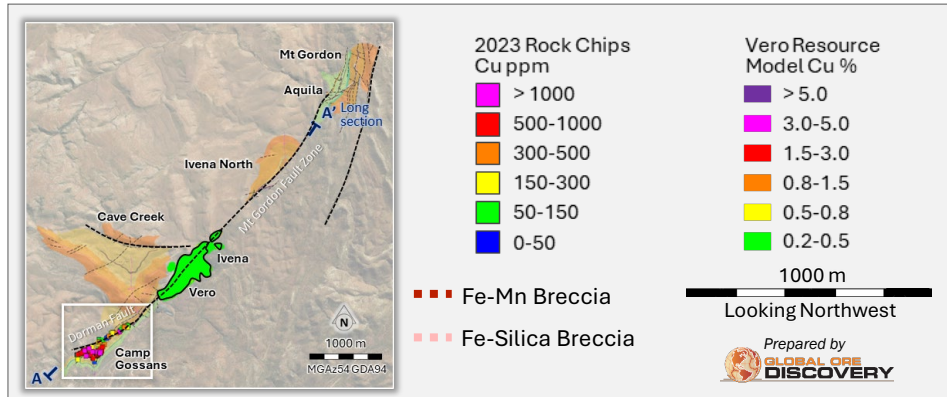 Mt Gordon
Aquila
A'
Long
section
Ivena North
Mt Gordon Fault Zone
Cave Creek
Ivena
Vero
Dorman Fault
Camp
Gossans
A
N
1000 m
MGAz54 GDA94
2023 Rock Chips
Cu ppm
> 1000
500-1000
300-500
150-300
50-150
0-50
Fe-Mn Breccia
Fe-Silica Breccia
Vero Resource
Model Cu %
> 5.0
3.0-5.0
1.5-3.0
0.8-1.5
0.5-0.8
0.2-0.5
1000 m
Looking Northwest
Prepared by
GLOBAL ORE
DISCOVERY